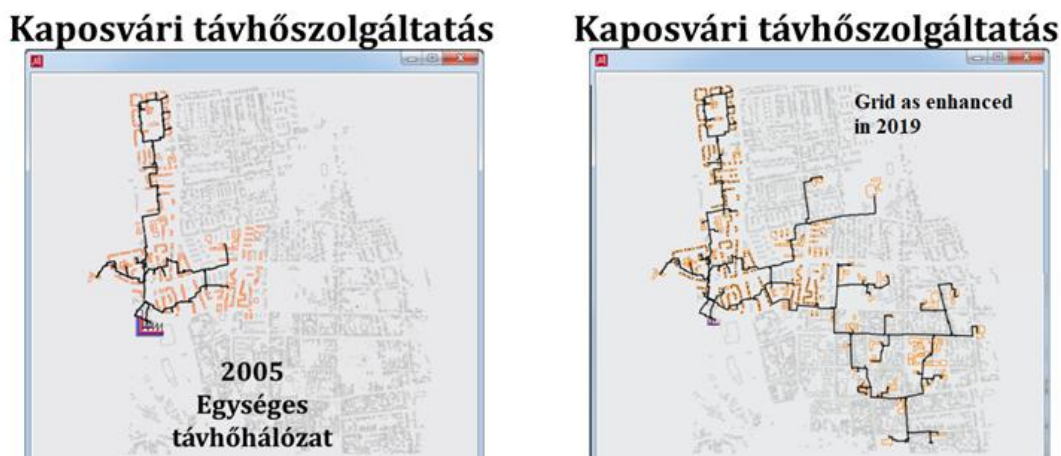 Kaposvári távhőszolgáltatás
2005
Egységes
távhőhálózat
Kaposvári távhőszolgáltatás
Grid as enhanced
in 2019